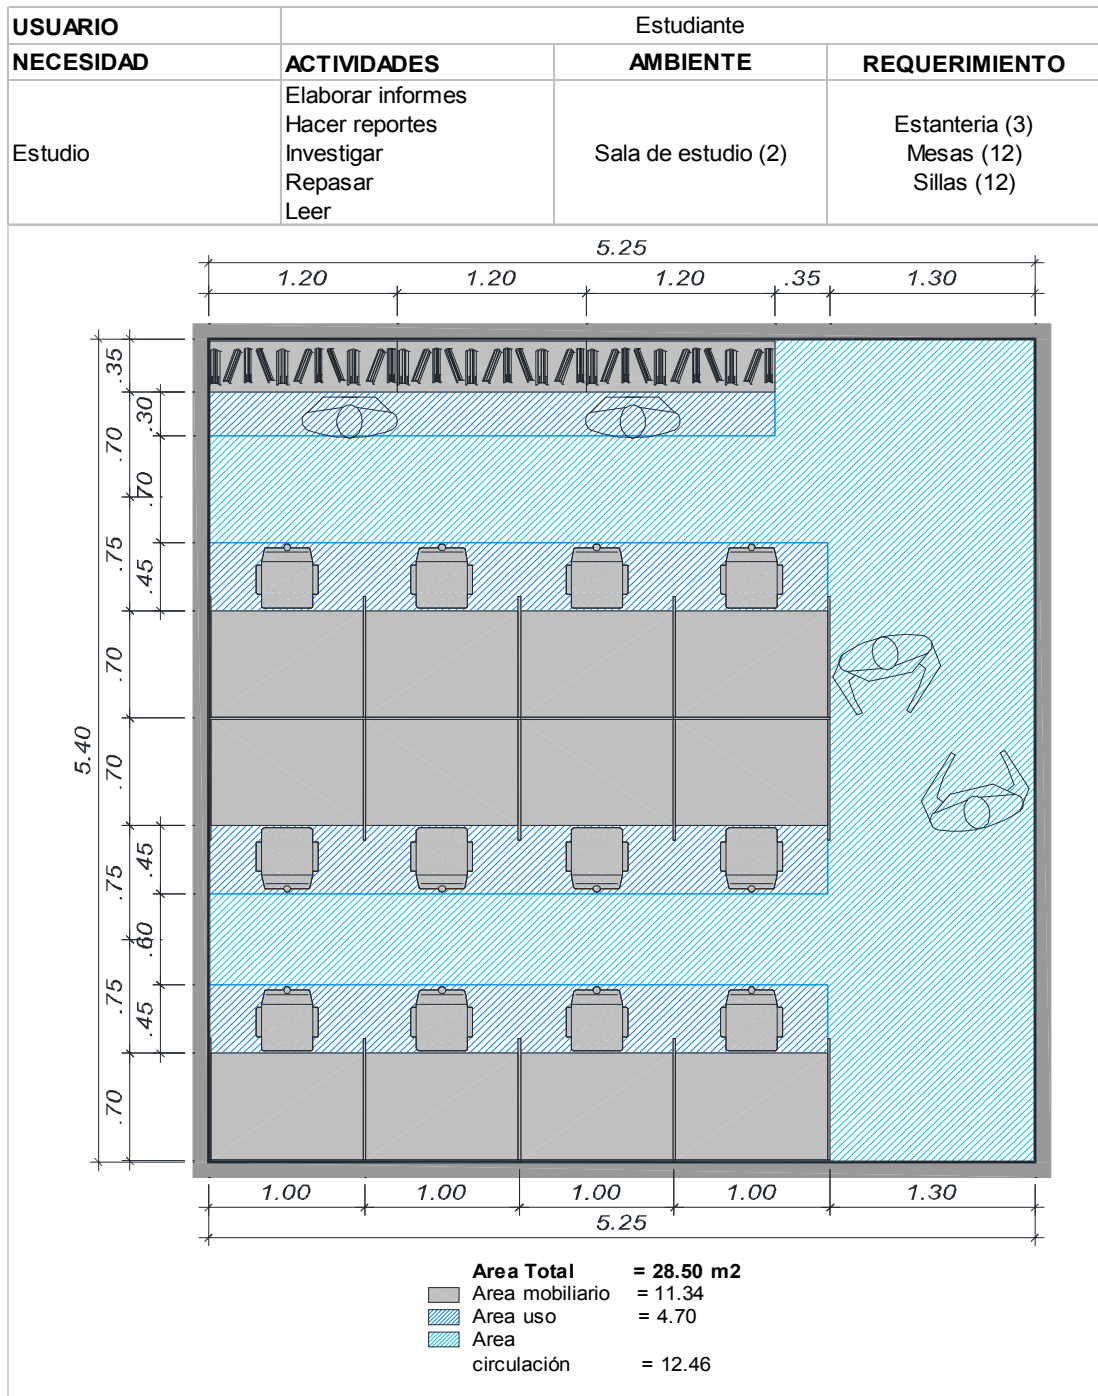 USUARIO Estudiante
NECESIDAD ACTIVIDADES AMBIENTE REQUERIMIENTO
Estudio
Elaborar informes
Hacer reportes
Investigar
Repasar
Leer
Sala de estudio (2)
Estanteria (3)
Mesas (12)
Sillas (12)
5.25
1.20 1.20 1.20 .35 1.30
.35
.30
.70
.70
.75
.45
.70
5.40
.70
.45
.75
.60
.75
.45
.70
1.00 1.00 1.00 1.00 1.30
5.25
Area Total = 28.50 m2
Area mobiliario = 11.34
Area uso = 4.70
Area
circulación = 12.46